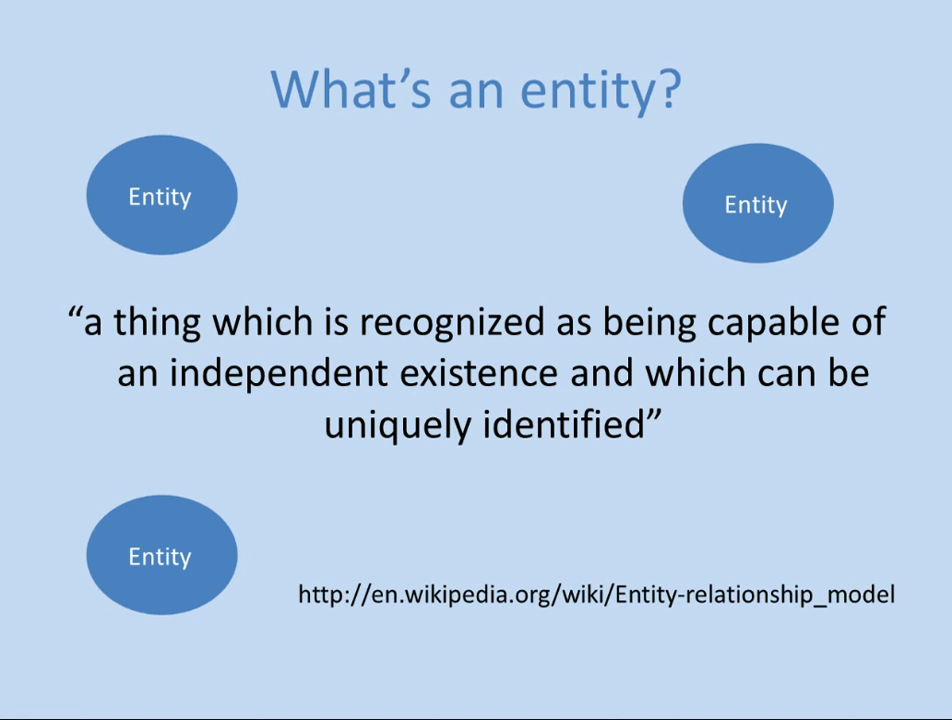 What’s an entity?
Entity
Entity
“a thing which is recognized as being capable of
an independent existence and which can be
uniquely identified”
Entity
http://en.wikipedia.org/wiki/Entity-relationship_model